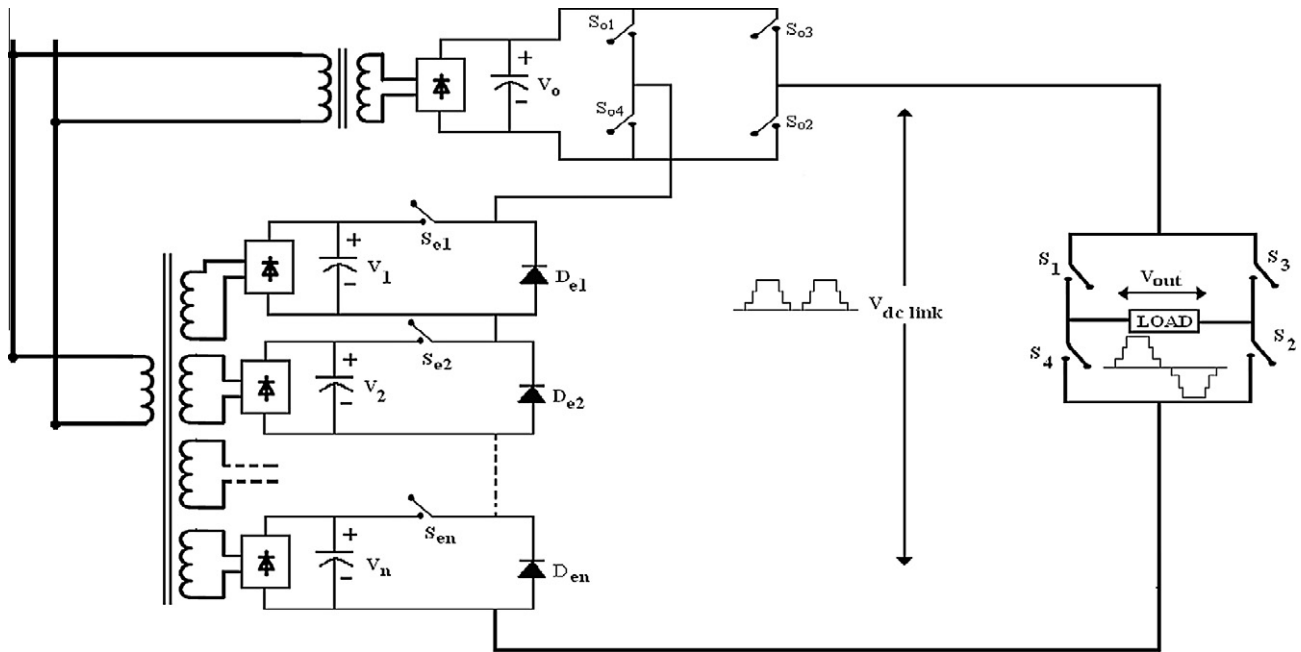 So1
So3
+
Vo
-
So4
So2
Se1
+
V1
-
De1
Se2
+
V2
-
De2
Vdc link
S1
S3
Vout
LOAD
S4
S2
Sen
+
Vn
-
Den